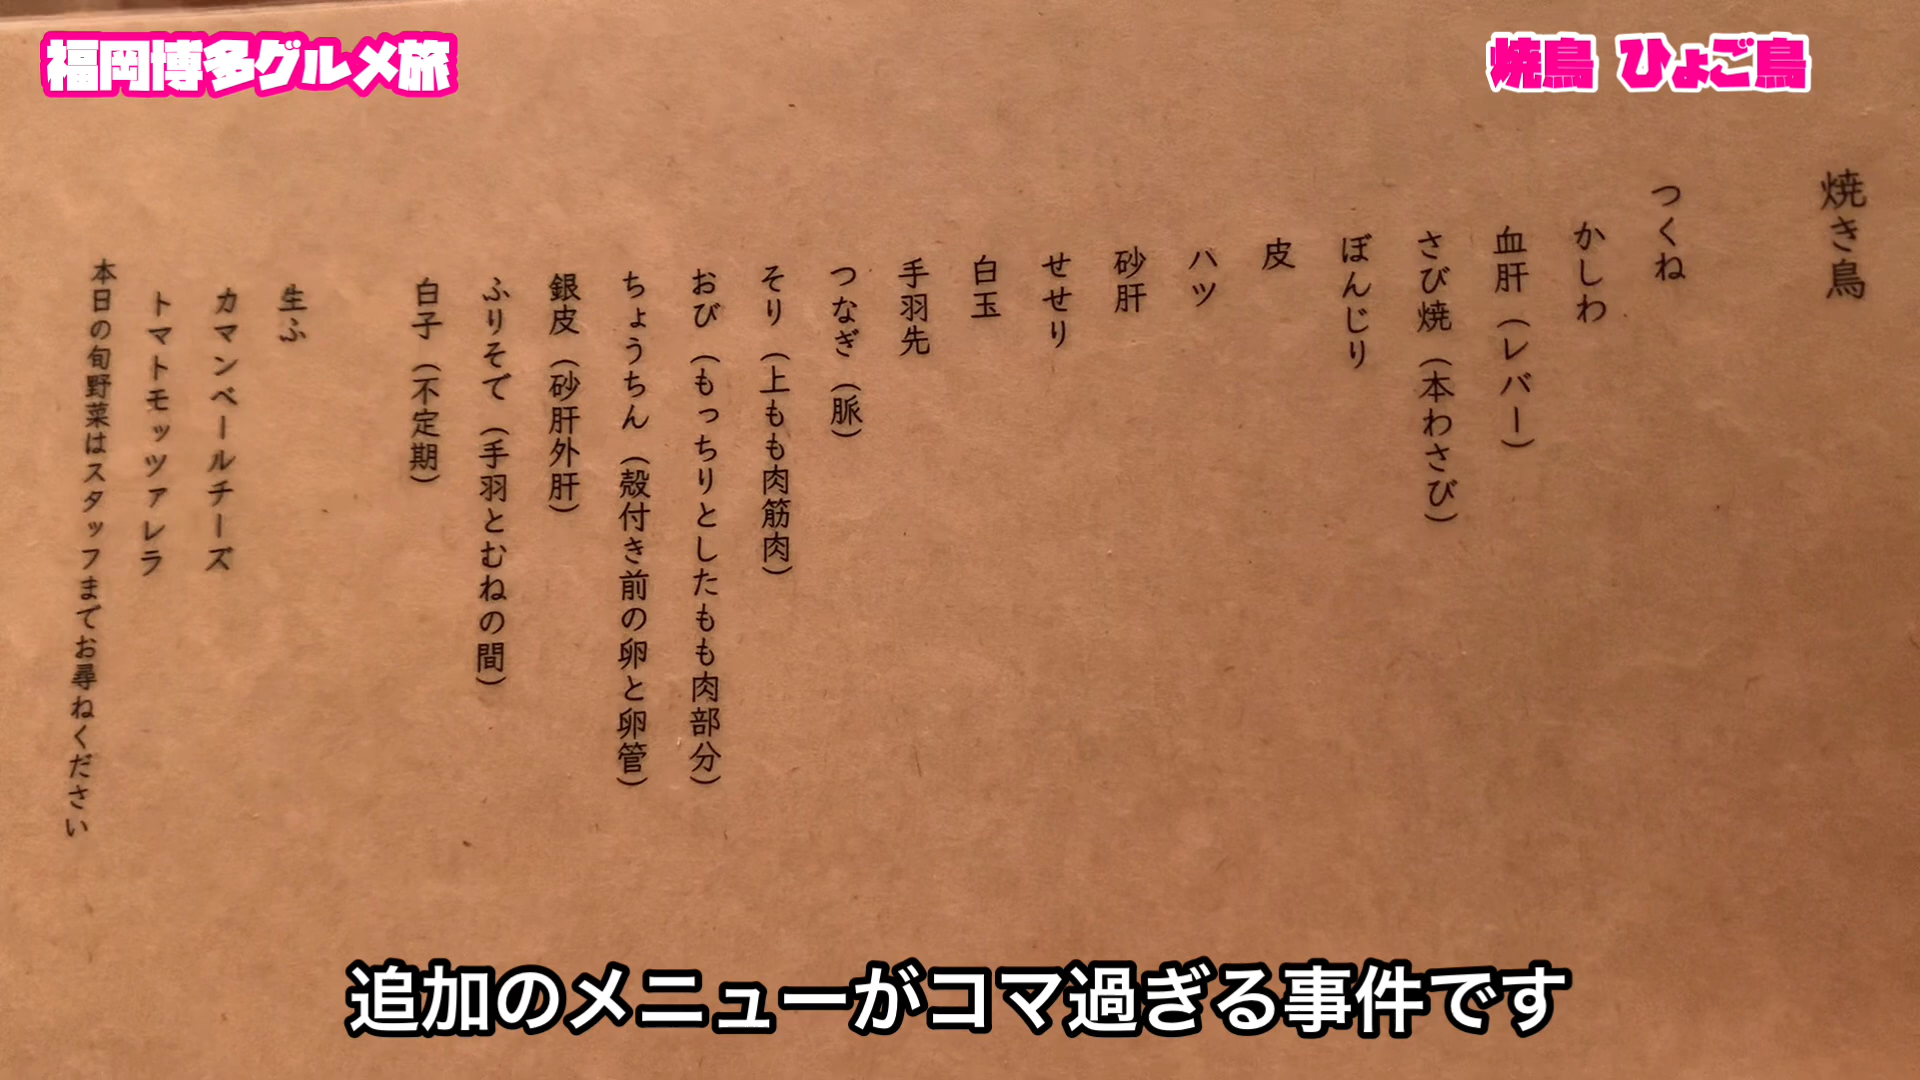 福岡博多グルメ旅
焼鳥 ひょご鳥
焼き鳥
つくね
かしわ
血肝（レバー）
さび焼（本わさび）
ぼんじり
皮
ハツ
砂肝
せせり
白玉
手羽先
つなぎ（脈）
そり（上もも肉筋肉）
おび（もっちりとしたもも肉部分）
ちょうちん（殻付き前の卵と卵管）
銀皮（砂肝外肝）
ふりそで（手羽とむねの間）
白子（不定期）
生ふ
カマンベールチーズ
トマトモッツァレラ
本日の旬野菜はスタッフまでお尋ねください
追加のメニューがコマ過ぎる事件です